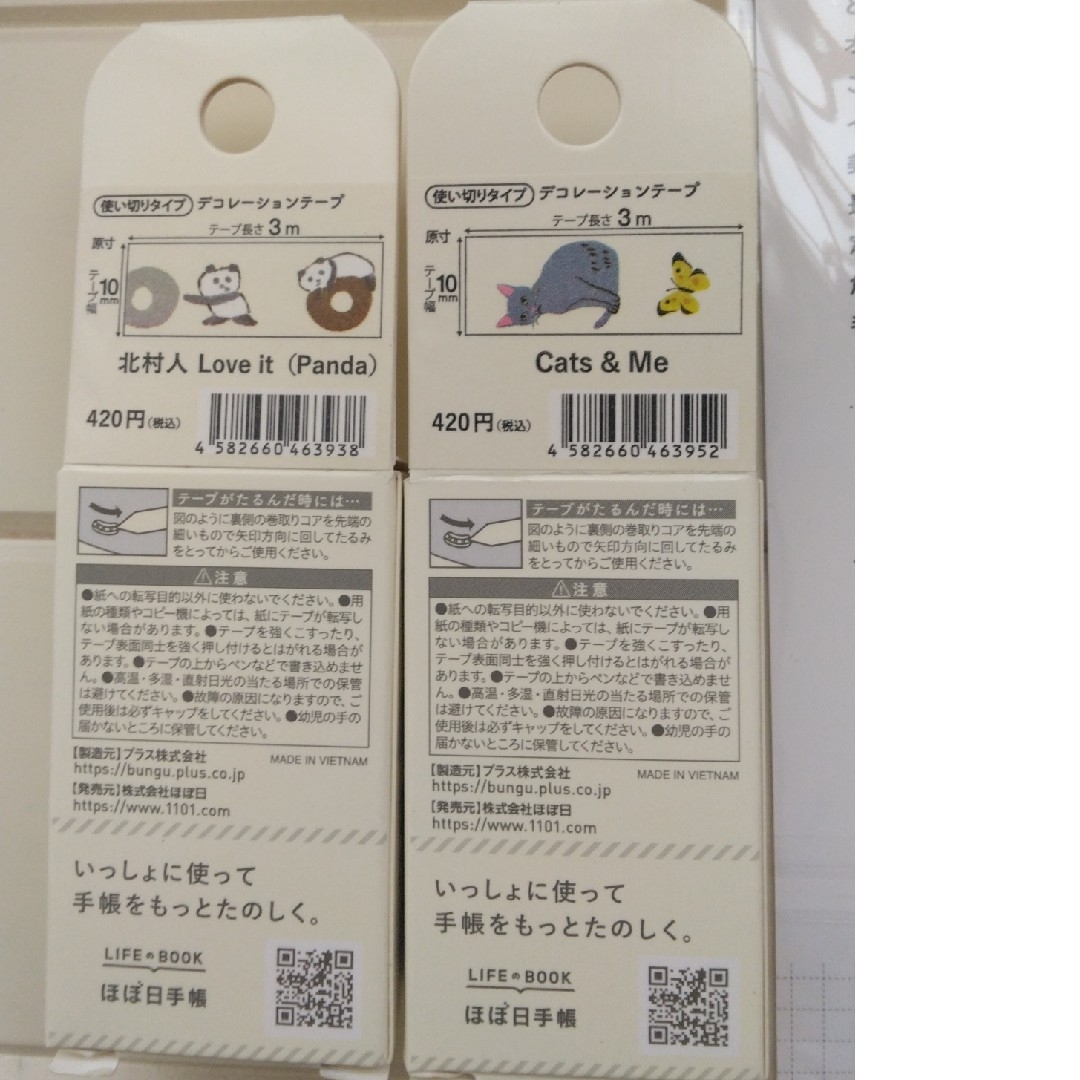 使い切りタイプ デコレーションテープ
テープ長さ 3m
原寸
テープ幅 10mm
北村人 Love it (Panda)
420円(税込)
4 582660 463938
テープがたるんだ時には…
図のように裏側の巻取りコアを先端の
細いもので矢印方向に回してたるみ
をとってからご使用ください。
⚠注意
●紙への転写目的以外に使わないでください。●用
紙の種類やコピー機によっては、紙にテープが転写し
ない場合があります。●テープを強くこすったり、
テープ表面同士を強く押し付けるとはがれる場合が
あります。●テープの上からペンなどで書き込めませ
ん。●高温・多湿・直射日光の当たる場所での保管
は避けてください。●故障の原因になりますので、ご
使用後は必ずキャップをしてください。●幼児の手の
届かないところに保管してください。
【製造元】プラス株式会社 MADE IN VIETNAM
https://bungu.plus.co.jp
【発売元】株式会社ほぼ日
https://www.1101.com
いっしょに使って
手帳をもっとたのしく。
LIFEのBOOK
ほぼ日手帳
使い切りタイプ デコレーションテープ
テープ長さ 3m
原寸
テープ幅 10mm
Cats & Me
420円(税込)
4 582660 463952
テープがたるんだ時には…
図のように裏側の巻取りコアを先端の
細いもので矢印方向に回してたるみ
をとってからご使用ください。
⚠注意
●紙への転写目的以外に使わないでください。●用
紙の種類やコピー機によっては、紙にテープが転写し
ない場合があります。●テープを強くこすったり、
テープ表面同士を強く押し付けるとはがれる場合が
あります。●テープの上からペンなどで書き込めませ
ん。●高温・多湿・直射日光の当たる場所での保管
は避けてください。●故障の原因になりますので、ご
使用後は必ずキャップをしてください。●幼児の手の
届かないところに保管してください。
【製造元】プラス株式会社 MADE IN VIETNAM
https://bungu.plus.co.jp
【発売元】株式会社ほぼ日
https://www.1101.com
いっしょに使って
手帳をもっとたのしく。
LIFEのBOOK
ほぼ日手帳